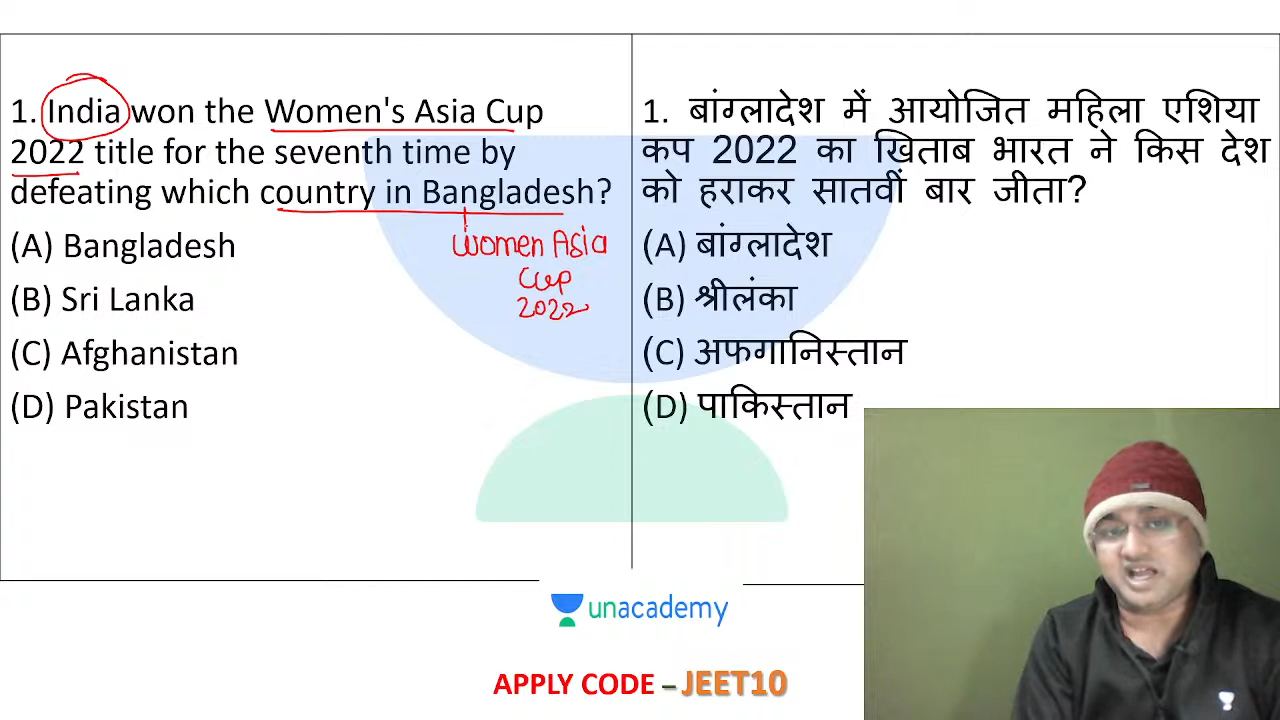 1. India won the Women's Asia Cup
2022 title for the seventh time by
defeating which country in Bangladesh?
(A) Bangladesh
(B) Sri Lanka
(C) Afghanistan
(D) Pakistan
women Asia
Cup
2022
1. बांग्लादेश में आयोजित महिला एशिया
कप 2022 का खिताब भारत ने किस देश
को हराकर सातवीं बार जीता?
(A) बांग्लादेश
(B) श्रीलंका
(C) अफगानिस्तान
(D) पाकिस्तान
unacademy
APPLY CODE – JEET10